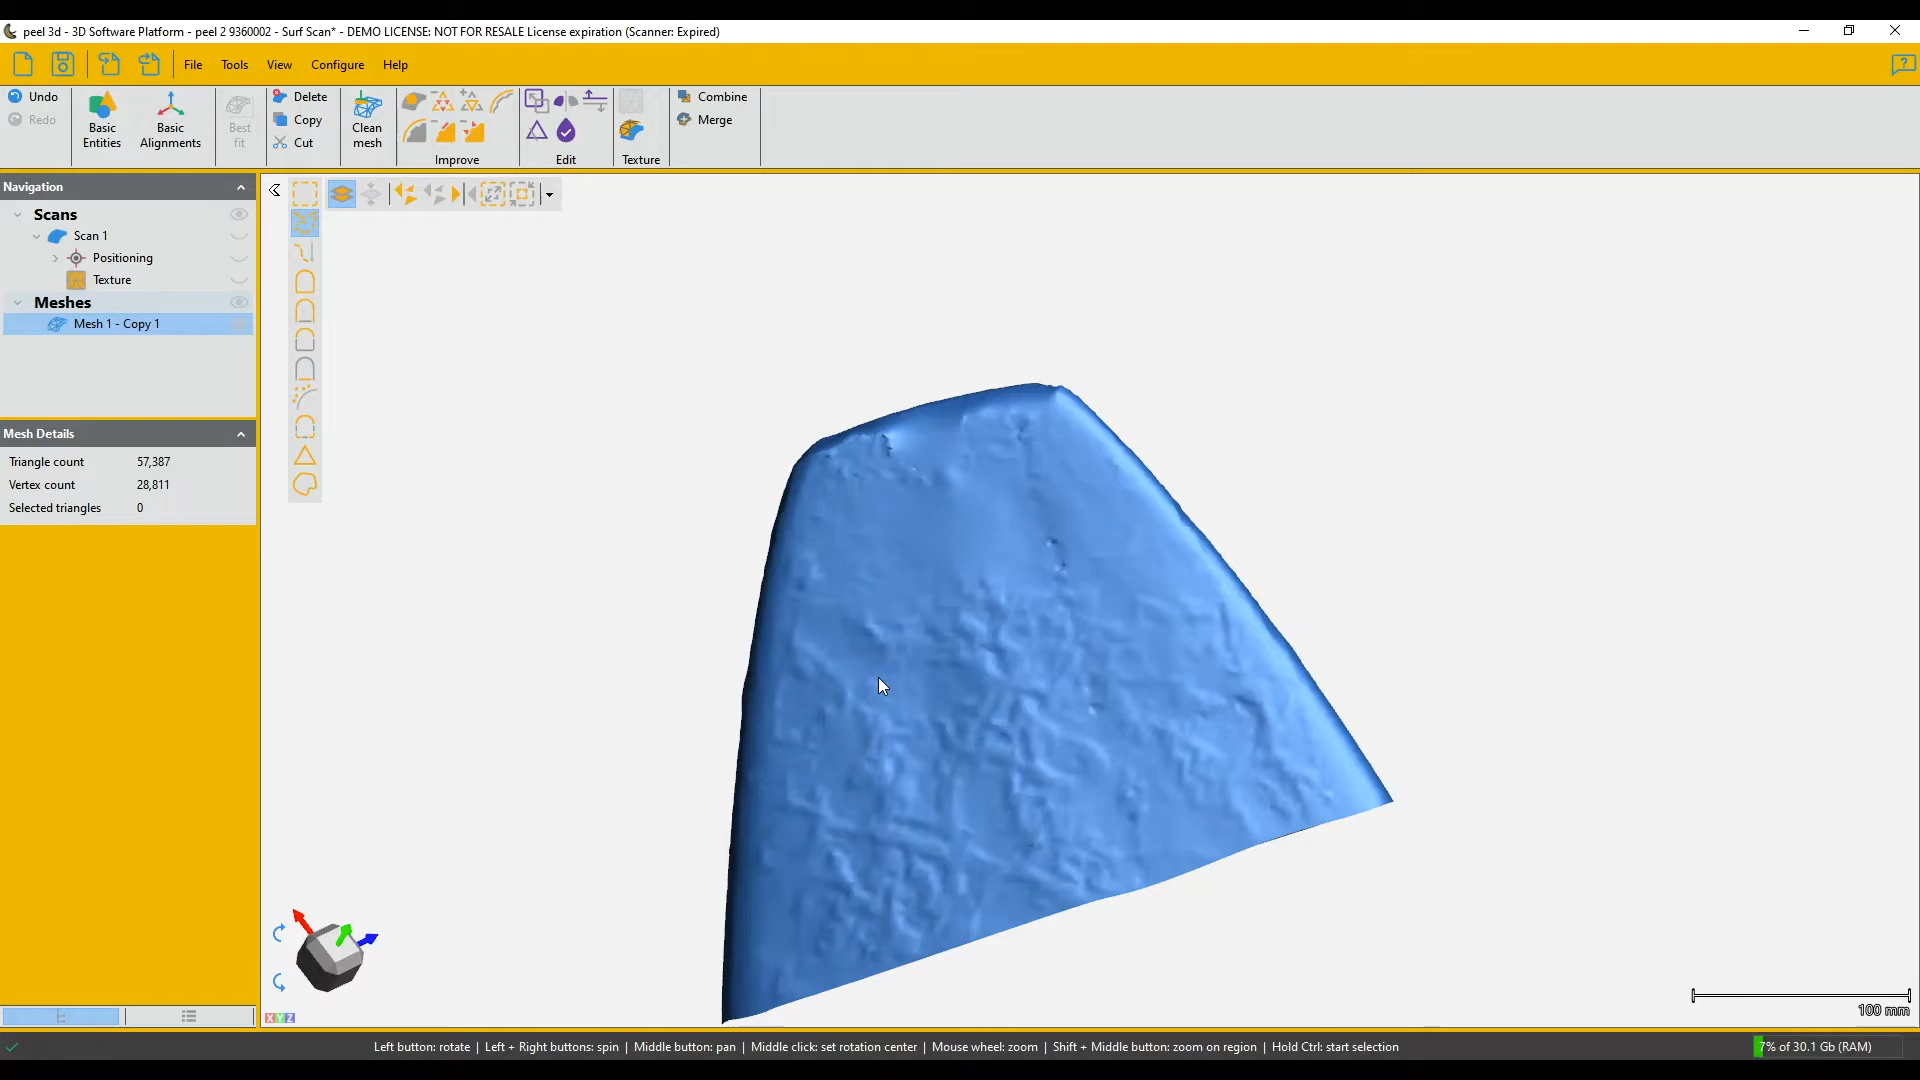 peel 3d - 3D Software Platform - peel 2 9360002 - Surf Scan* - DEMO LICENSE: NOT FOR RESALE License expiration (Scanner: Expired)
File Tools View Configure Help
Undo
Redo
Basic
Entities
Basic
Alignments
Best
fit
Delete
Copy
Cut
Clean
mesh
Improve
Edit
Texture
Combine
Merge
Navigation
Scans
Scan 1
Positioning
Texture
Meshes
Mesh 1 - Copy 1
Mesh Details
Triangle count 57,387
Vertex count 28,811
Selected triangles 0
XYZ
100 mm
Left button: rotate | Left + Right buttons: spin | Middle button: pan | Middle click: set rotation center | Mouse wheel: zoom | Shift + Middle button: zoom on region | Hold Ctrl: start selection
7% of 30.1 Gb (RAM)